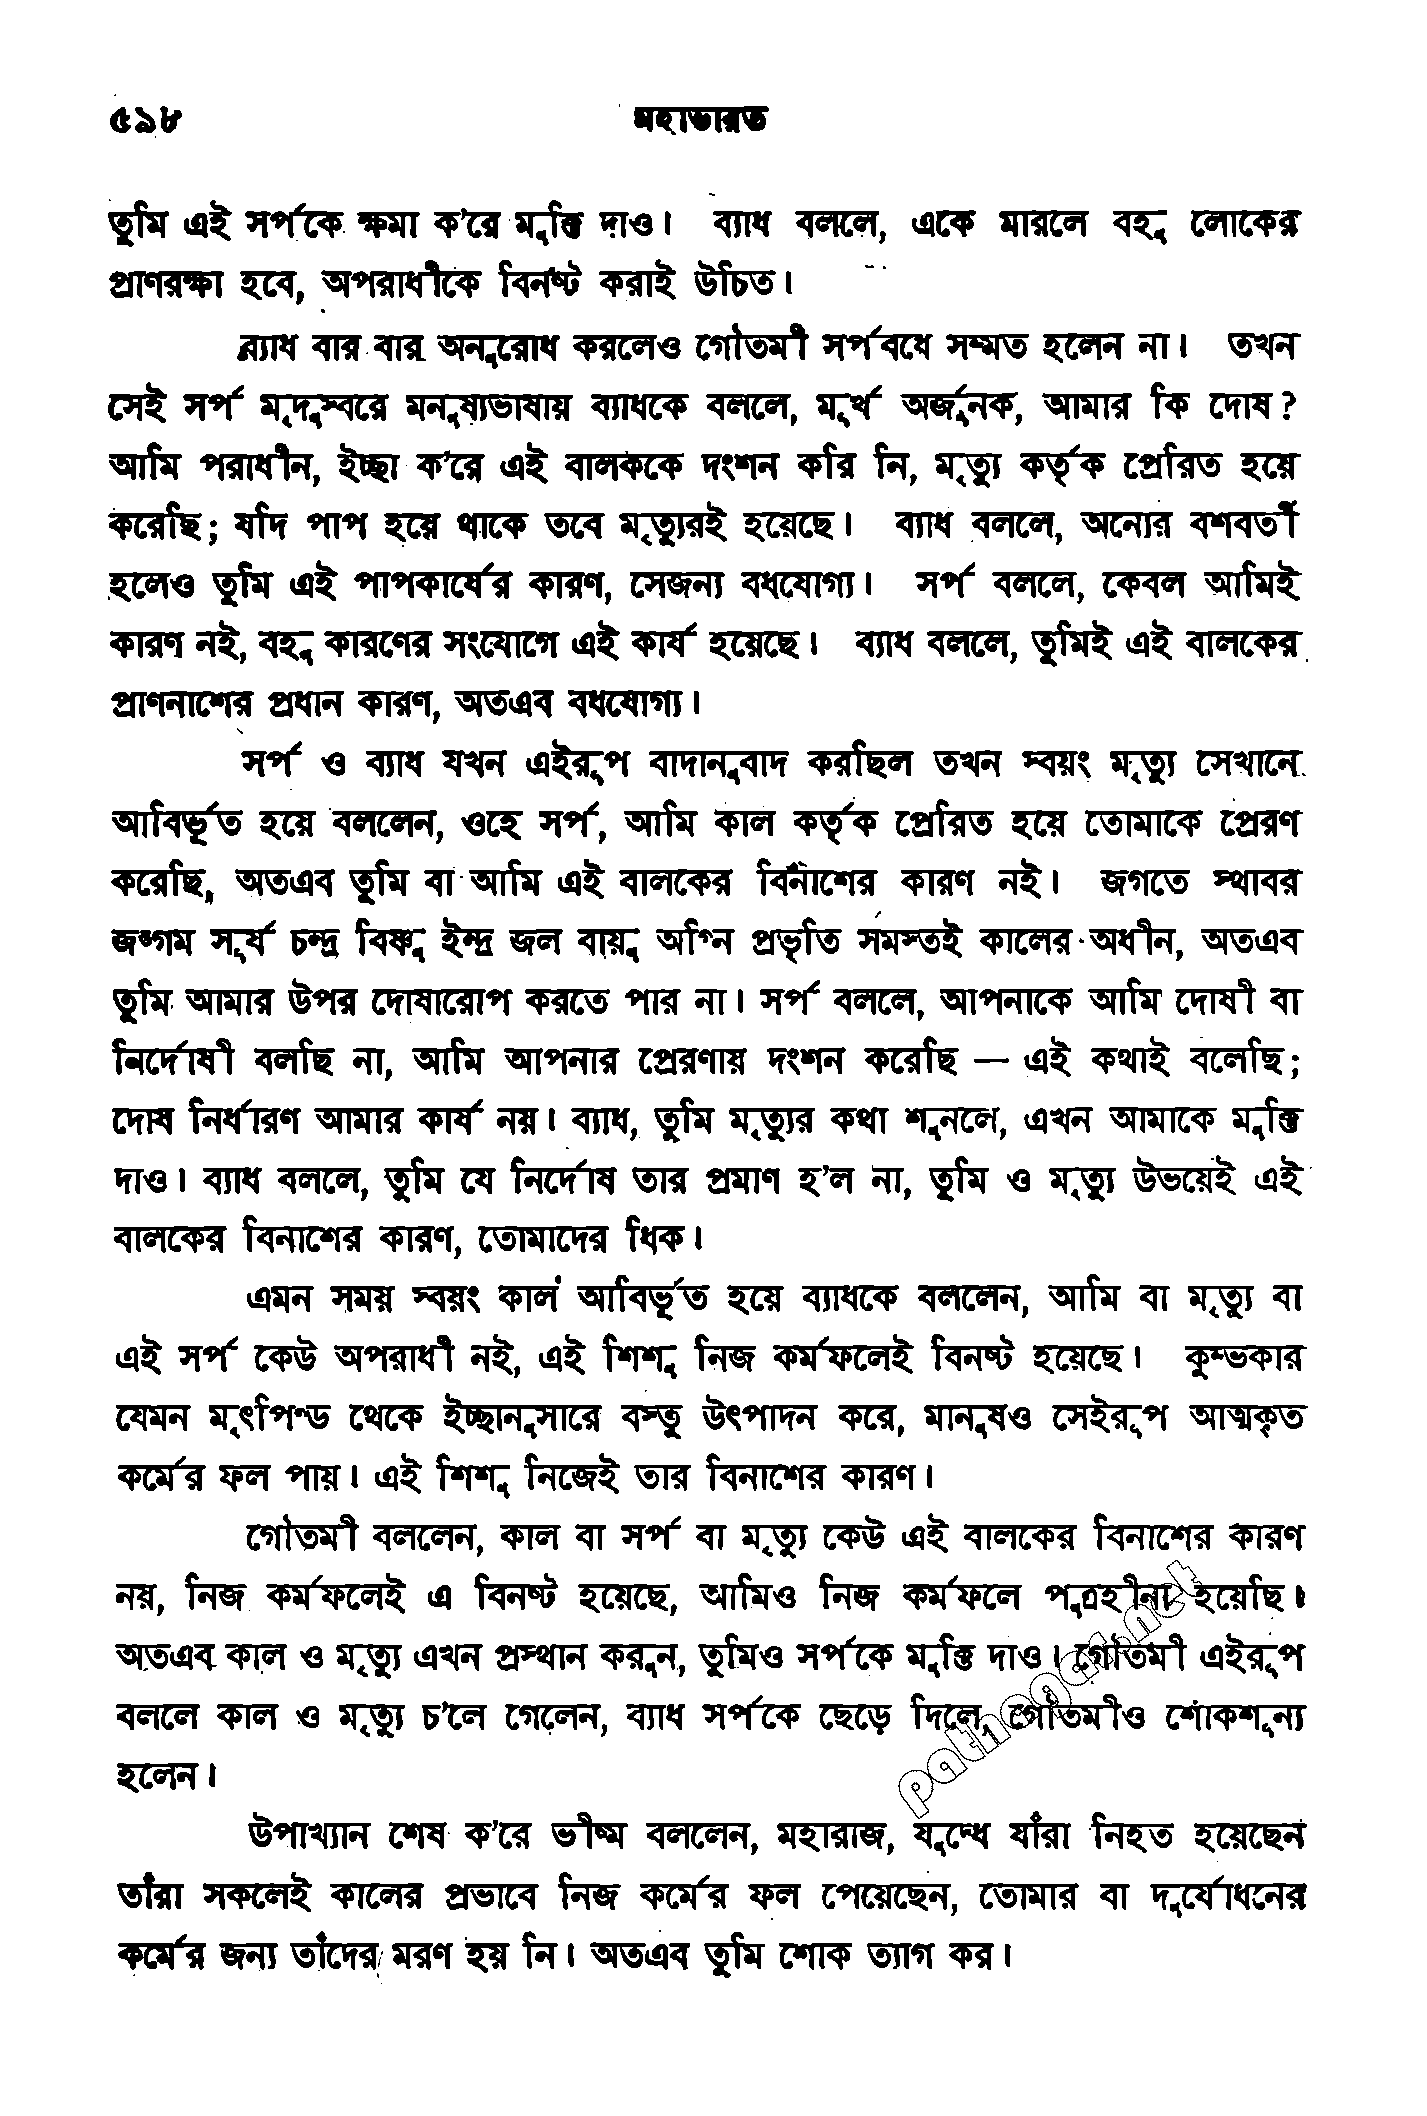 ৫৯৮ মহাভারত
তুমি এই সর্পকে ক্ষমা ক'রে মুক্তি দাও। ব্যাধ বললে, একে মারলে বহু লোকের
প্রাণরক্ষা হবে, অপরাধীকে বিনষ্ট করাই উচিত।
ব্যাধ বার বার অনুরোধ করলেও গৌতমী সর্পবধে সম্মত হলেন না। তখন
সেই সর্প মৃদুস্বরে মনুষ্যভাষায় ব্যাধকে বললে, মূর্খ অর্জুনক, আমার কি দোষ?
আমি পরাধীন, ইচ্ছা ক'রে এই বালককে দংশন করি নি, মৃত্যু কর্তৃক প্রেরিত হয়ে
করেছি; যদি পাপ হয়ে থাকে তবে মৃত্যুরই হয়েছে। ব্যাধ বললে, অন্যের বশবর্তী
হলেও তুমি এই পাপকার্যের কারণ, সেজন্য বধযোগ্য। সর্প বললে, কেবল আমিই
কারণ নই, বহু কারণের সংযোগে এই কার্য হয়েছে। ব্যাধ বললে, তুমিই এই বালকের
প্রাণনাশের প্রধান কারণ, অতএব বধযোগ্য।
সর্প ও ব্যাধ যখন এইরূপ বাদানুবাদ করছিল তখন স্বয়ং মৃত্যু সেখানে
আবির্ভূত হয়ে বললেন, ওহে সর্প, আমি কাল কর্তৃক প্রেরিত হয়ে তোমাকে প্রেরণ
করেছি, অতএব তুমি বা আমি এই বালকের বিনাশের কারণ নই। জগতে স্থাবর
জঙ্গম সূর্য চন্দ্র বিষ্ণু ইন্দ্র জল বায়ু অগ্নি প্রভৃতি সমস্তই কালের অধীন, অতএব
তুমি আমার উপর দোষারোপ করতে পার না। সর্প বললে, আপনাকে আমি দোষী বা
নির্দোষী বলছি না, আমি আপনার প্রেরণায় দংশন করেছি — এই কথাই বলেছি;
দোষ নির্ধারণ আমার কার্য নয়। ব্যাধ, তুমি মৃত্যুর কথা শুনলে, এখন আমাকে মুক্তি
দাও। ব্যাধ বললে, তুমি যে নির্দোষ তার প্রমাণ হ'ল না, তুমি ও মৃত্যু উভয়েই এই
বালকের বিনাশের কারণ, তোমাদের ধিক।
এমন সময় স্বয়ং কাল আবির্ভূত হয়ে ব্যাধকে বললেন, আমি বা মৃত্যু বা
এই সর্প কেউ অপরাধী নই, এই শিশু নিজ কর্মফলেই বিনষ্ট হয়েছে। কুম্ভকার
যেমন মৃৎপিণ্ড থেকে ইচ্ছানুসারে বস্তু উৎপাদন করে, মানুষও সেইরূপ আত্মকৃত
কর্মের ফল পায়। এই শিশু নিজেই তার বিনাশের কারণ।
গৌতমী বললেন, কাল বা সর্প বা মৃত্যু কেউ এই বালকের বিনাশের কারণ
নয়, নিজ কর্মফলেই এ বিনষ্ট হয়েছে, আমিও নিজ কর্মফলে পুত্রহীনা হয়েছি।
অতএব কাল ও মৃত্যু এখন প্রস্থান করুন, তুমিও সর্পকে মুক্তি দাও। গৌতমী এইরূপ
বললে কাল ও মৃত্যু চ'লে গেলেন, ব্যাধ সর্পকে ছেড়ে দিলে, গৌতমীও শোকশূন্য
হলেন।
উপাখ্যান শেষ ক'রে ভীষ্ম বললেন, মহারাজ, যুদ্ধে যাঁরা নিহত হয়েছেন
তাঁরা সকলেই কালের প্রভাবে নিজ কর্মের ফল পেয়েছেন, তোমার বা দুর্যোধনের
কর্মের জন্য তাঁদের মরণ হয় নি। অতএব তুমি শোক ত্যাগ কর।
pathagar.net